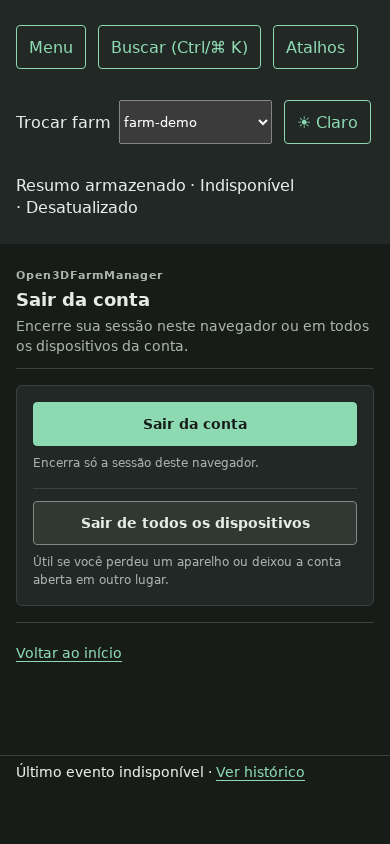 Menu
Buscar (Ctrl/⌘ K)
Atalhos
Trocar farm
farm-demo
☀ Claro
Resumo armazenado · Indisponível
· Desatualizado
Open3DFarmManager
Sair da conta
Encerre sua sessão neste navegador ou em todos
os dispositivos da conta.
Sair da conta
Encerra só a sessão deste navegador.
Sair de todos os dispositivos
Útil se você perdeu um aparelho ou deixou a conta
aberta em outro lugar.
Voltar ao início
Último evento indisponível · Ver histórico